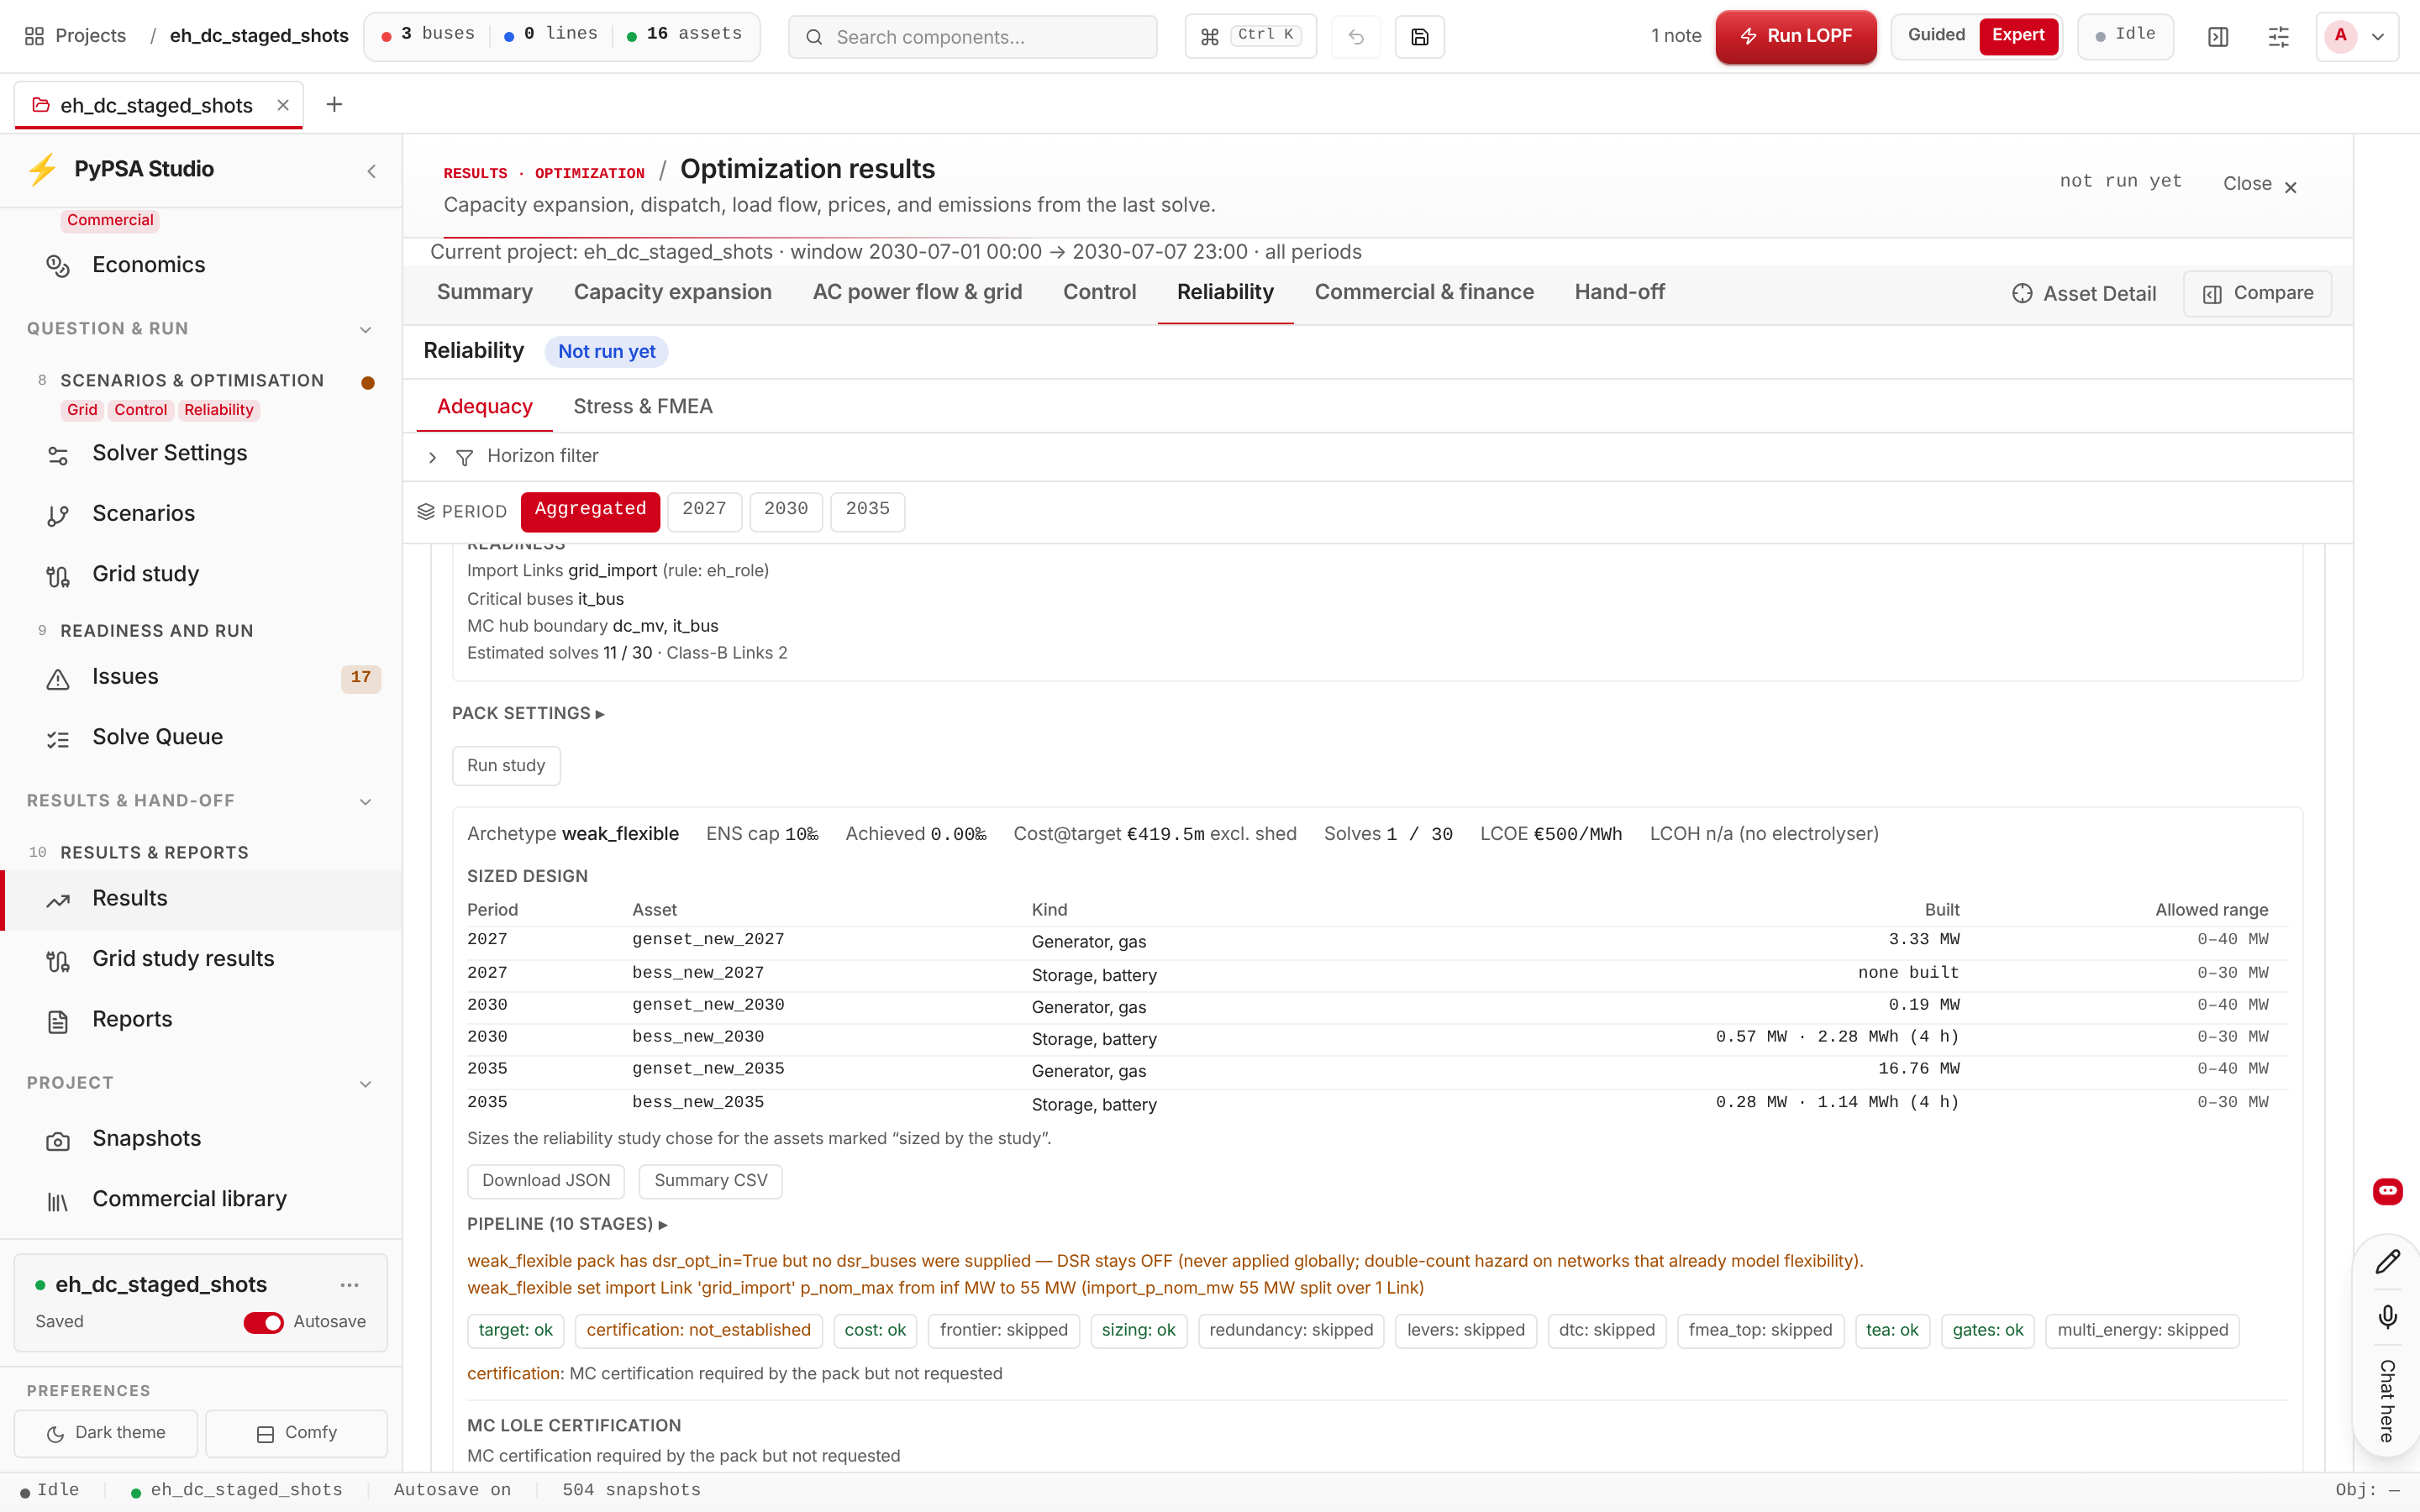 Projects / eh_dc_staged_shots
3 buses 0 lines 16 assets
Search components...
Ctrl K
1 note
Run LOPF
Guided Expert
Idle
A
eh_dc_staged_shots
PyPSA Studio
Commercial
Economics
QUESTION & RUN
8 SCENARIOS & OPTIMISATION
Grid Control Reliability
Solver Settings
Scenarios
Grid study
9 READINESS AND RUN
Issues 17
Solve Queue
RESULTS & HAND-OFF
10 RESULTS & REPORTS
Results
Grid study results
Reports
PROJECT
Snapshots
Commercial library
eh_dc_staged_shots
Saved Autosave
PREFERENCES
Dark theme Comfy
RESULTS · OPTIMIZATION / Optimization results
Capacity expansion, dispatch, load flow, prices, and emissions from the last solve.
not run yet Close
Current project: eh_dc_staged_shots · window 2030-07-01 00:00 → 2030-07-07 23:00 · all periods
Summary Capacity expansion AC power flow & grid Control Reliability Commercial & finance Hand-off Asset Detail Compare
Reliability Not run yet
Adequacy Stress & FMEA
Horizon filter
PERIOD Aggregated 2027 2030 2035
READINESS
Import Links grid_import (rule: eh_role)
Critical buses it_bus
MC hub boundary dc_mv, it_bus
Estimated solves 11 / 30 · Class-B Links 2
PACK SETTINGS ▸
Run study
Archetype weak_flexible ENS cap 10‱ Achieved 0.00‱ Cost@target €419.5m excl. shed Solves 1 / 30 LCOE €500/MWh LCOH n/a (no electrolyser)
SIZED DESIGN
Period Asset Kind Built Allowed range
2027 genset_new_2027 Generator, gas 3.33 MW 0–40 MW
2027 bess_new_2027 Storage, battery none built 0–30 MW
2030 genset_new_2030 Generator, gas 0.19 MW 0–40 MW
2030 bess_new_2030 Storage, battery 0.57 MW · 2.28 MWh (4 h) 0–30 MW
2035 genset_new_2035 Generator, gas 16.76 MW 0–40 MW
2035 bess_new_2035 Storage, battery 0.28 MW · 1.14 MWh (4 h) 0–30 MW
Sizes the reliability study chose for the assets marked “sized by the study”.
Download JSON Summary CSV
PIPELINE (10 STAGES) ▸
weak_flexible pack has dsr_opt_in=True but no dsr_buses were supplied — DSR stays OFF (never applied globally; double-count hazard on networks that already model flexibility).
weak_flexible set import Link 'grid_import' p_nom_max from inf MW to 55 MW (import_p_nom_mw 55 MW split over 1 Link)
target: ok certification: not_established cost: ok frontier: skipped sizing: ok redundancy: skipped levers: skipped dtc: skipped fmea_top: skipped tea: ok gates: ok multi_energy: skipped
certification: MC certification required by the pack but not requested
MC LOLE CERTIFICATION
MC certification required by the pack but not requested
Chat here
Idle eh_dc_staged_shots Autosave on 504 snapshots
Obj: —